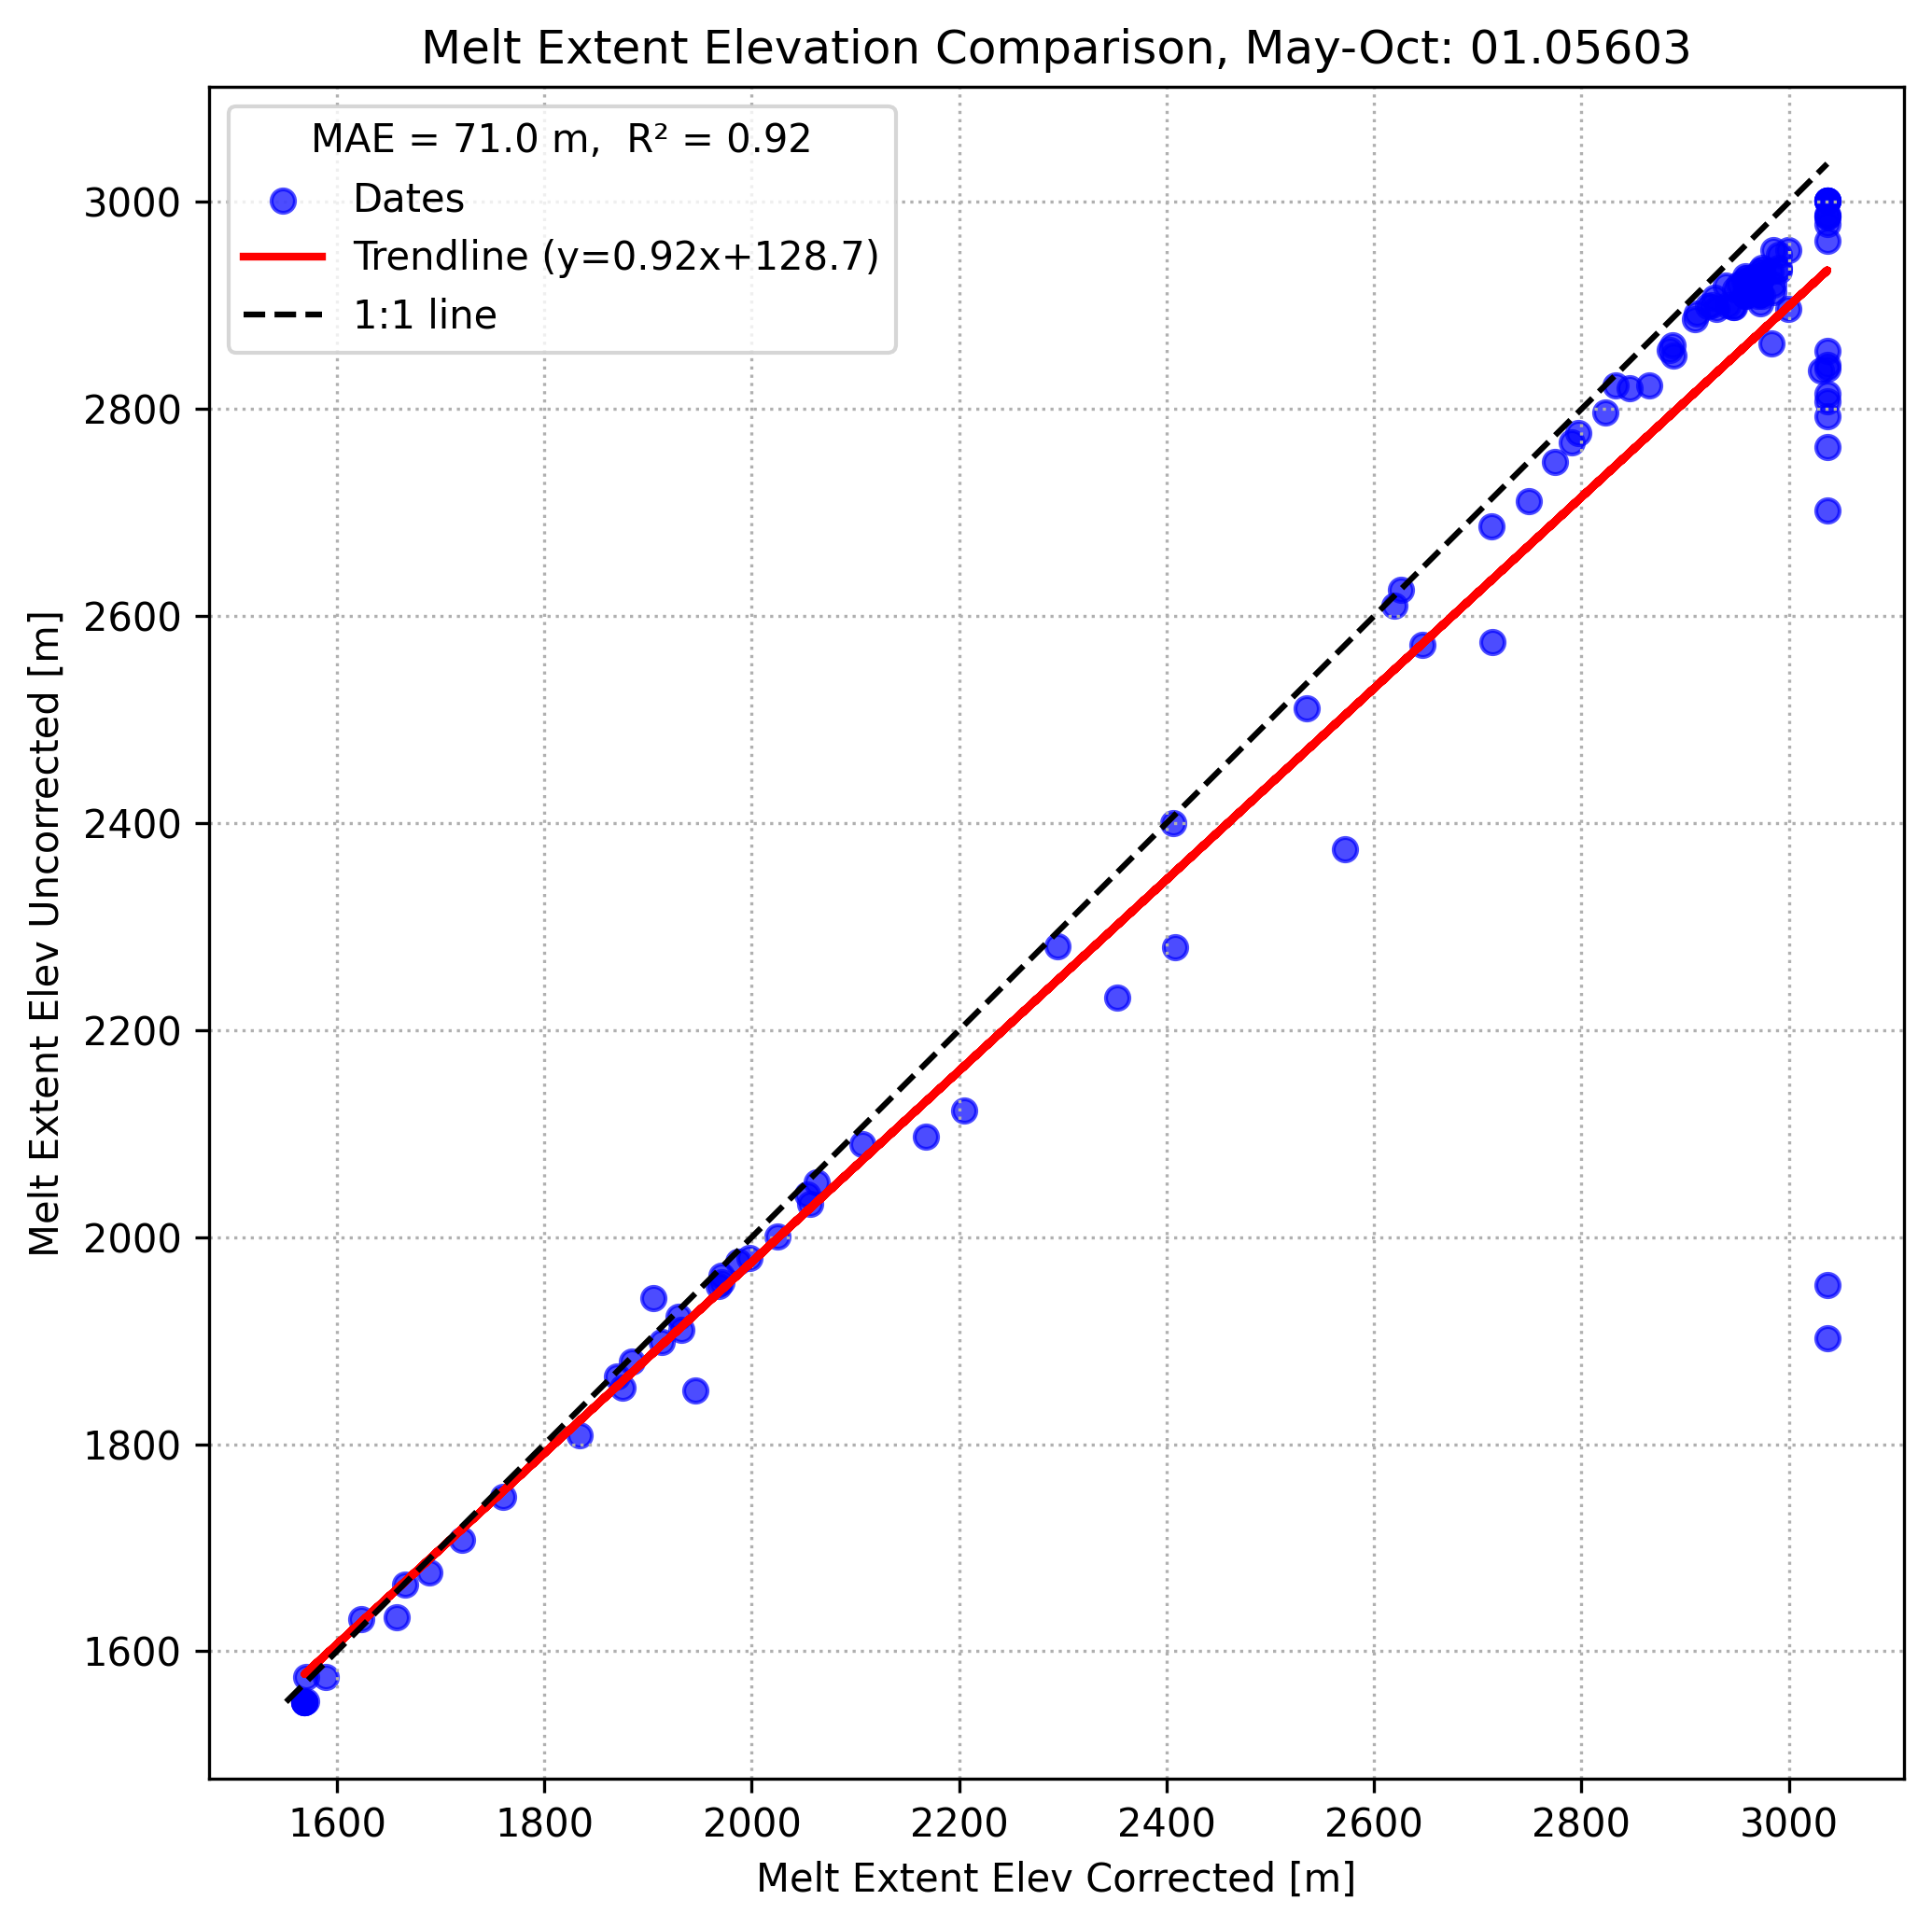 Melt Extent Elevation Comparison, May-Oct: 01.05603
MAE = 71.0 m,  R² = 0.92
Dates
Trendline (y=0.92x+128.7)
1:1 line
Melt Extent Elev Uncorrected [m]
3000
2800
2600
2400
2200
2000
1800
1600
1600 1800 2000 2200 2400 2600 2800 3000
Melt Extent Elev Corrected [m]